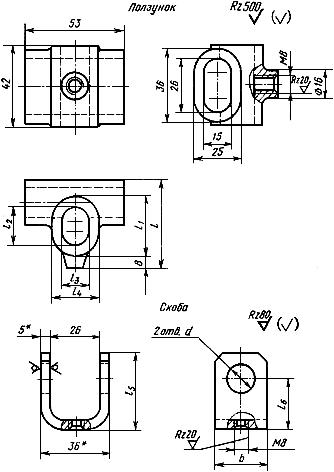 Ползунок
Rz500 (√)
53
42
36
26
15
25
М8
Rz20
Ф16
l2
l3
l4
l1
L
8
Скоба
Rz80 (√)
5*
26
36*
l5
2 отв. d
l6
Rz20
М8
b